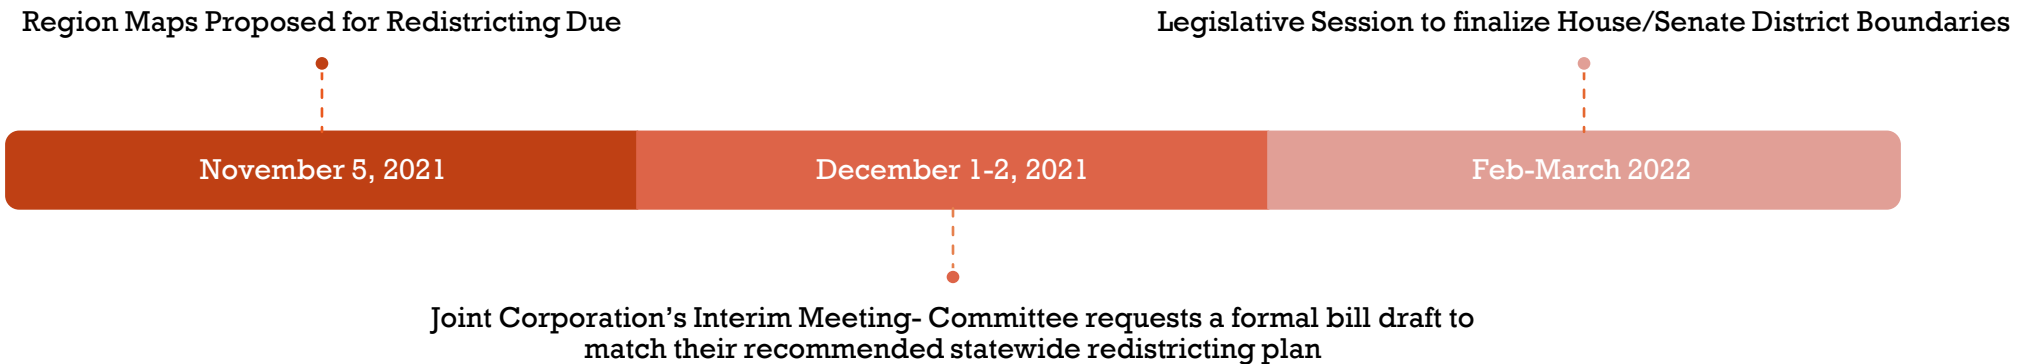 Region Maps Proposed for Redistricting Due
Legislative Session to finalize House/Senate District Boundaries
November 5, 2021
December 1-2, 2021
Feb-March 2022
Joint Corporation’s Interim Meeting- Committee requests a formal bill draft to
match their recommended statewide redistricting plan